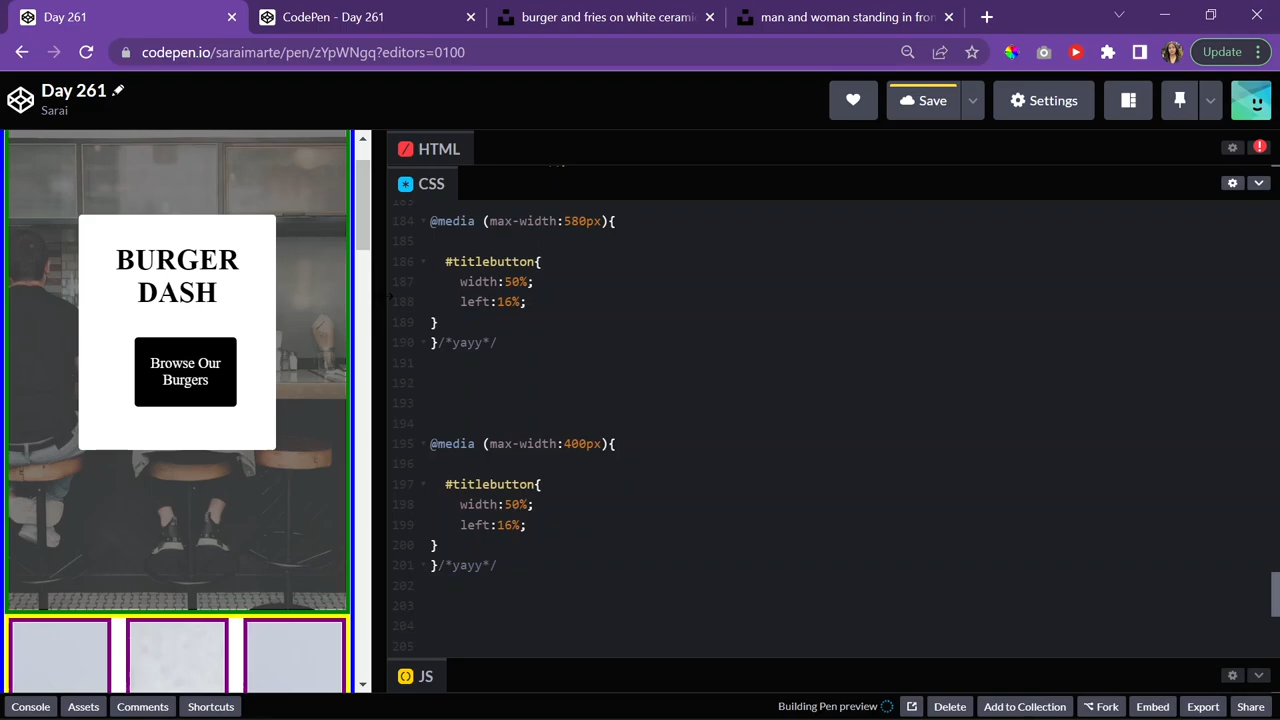 Day 261
CodePen - Day 261
burger and fries on white cerami
man and woman standing in fron
codepen.io/saraimarte/pen/zYpWNgq?editors=0100
Update
Day 261
Sarai
Save
Settings
HTML
CSS
BURGER
DASH
Browse Our
Burgers
183
184 @media (max-width:580px){
185
186 #titlebutton{
187 width:50%;
188 left:16%;
189 }
190 }/*yayy*/
191
192
193
194
195 @media (max-width:400px){
196
197 #titlebutton{
198 width:50%;
199 left:16%;
200 }
201 }/*yayy*/
202
203
204
205
JS
Console
Assets
Comments
Shortcuts
Building Pen preview
Delete
Add to Collection
Fork
Embed
Export
Share